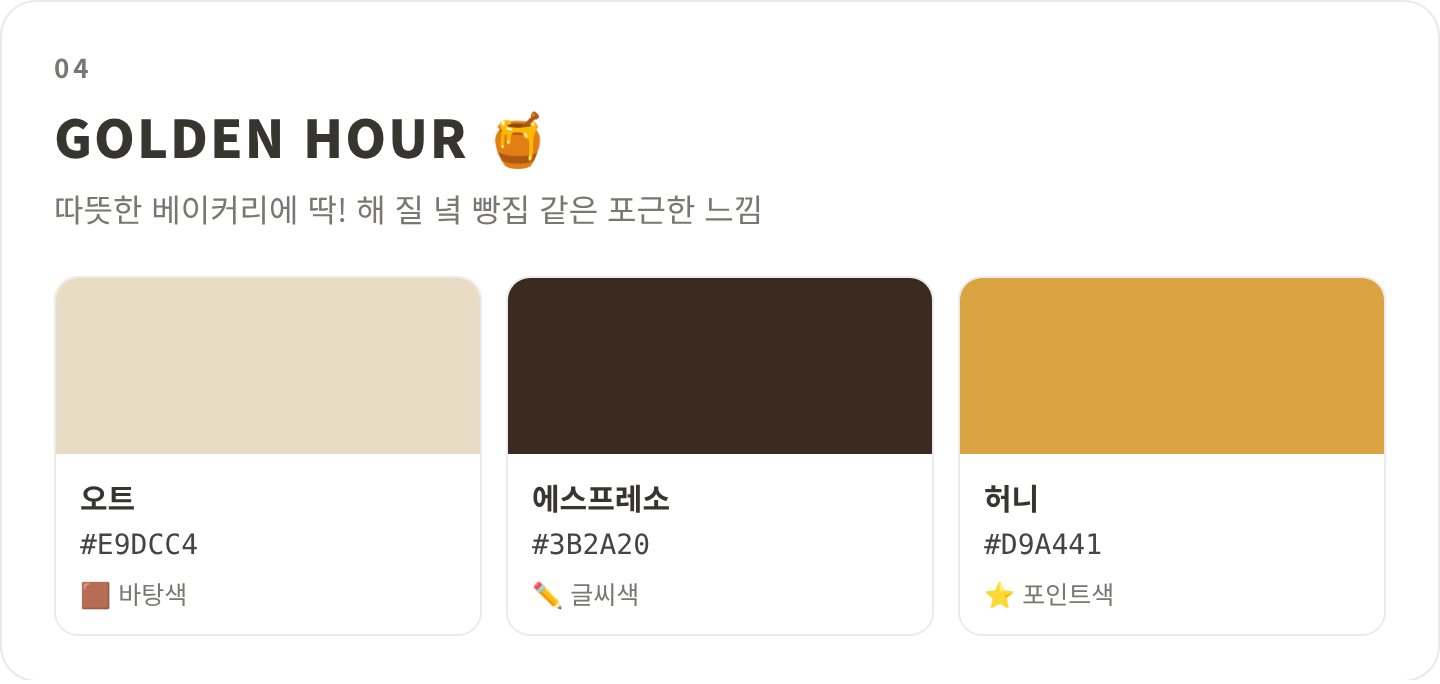 04
GOLDEN HOUR 🍯
따뜻한 베이커리에 딱! 해 질 녘 빵집 같은 포근한 느낌
오트
#E9DCC4
🟫 바탕색
에스프레소
#3B2A20
✏️ 글씨색
허니
#D9A441
⭐ 포인트색